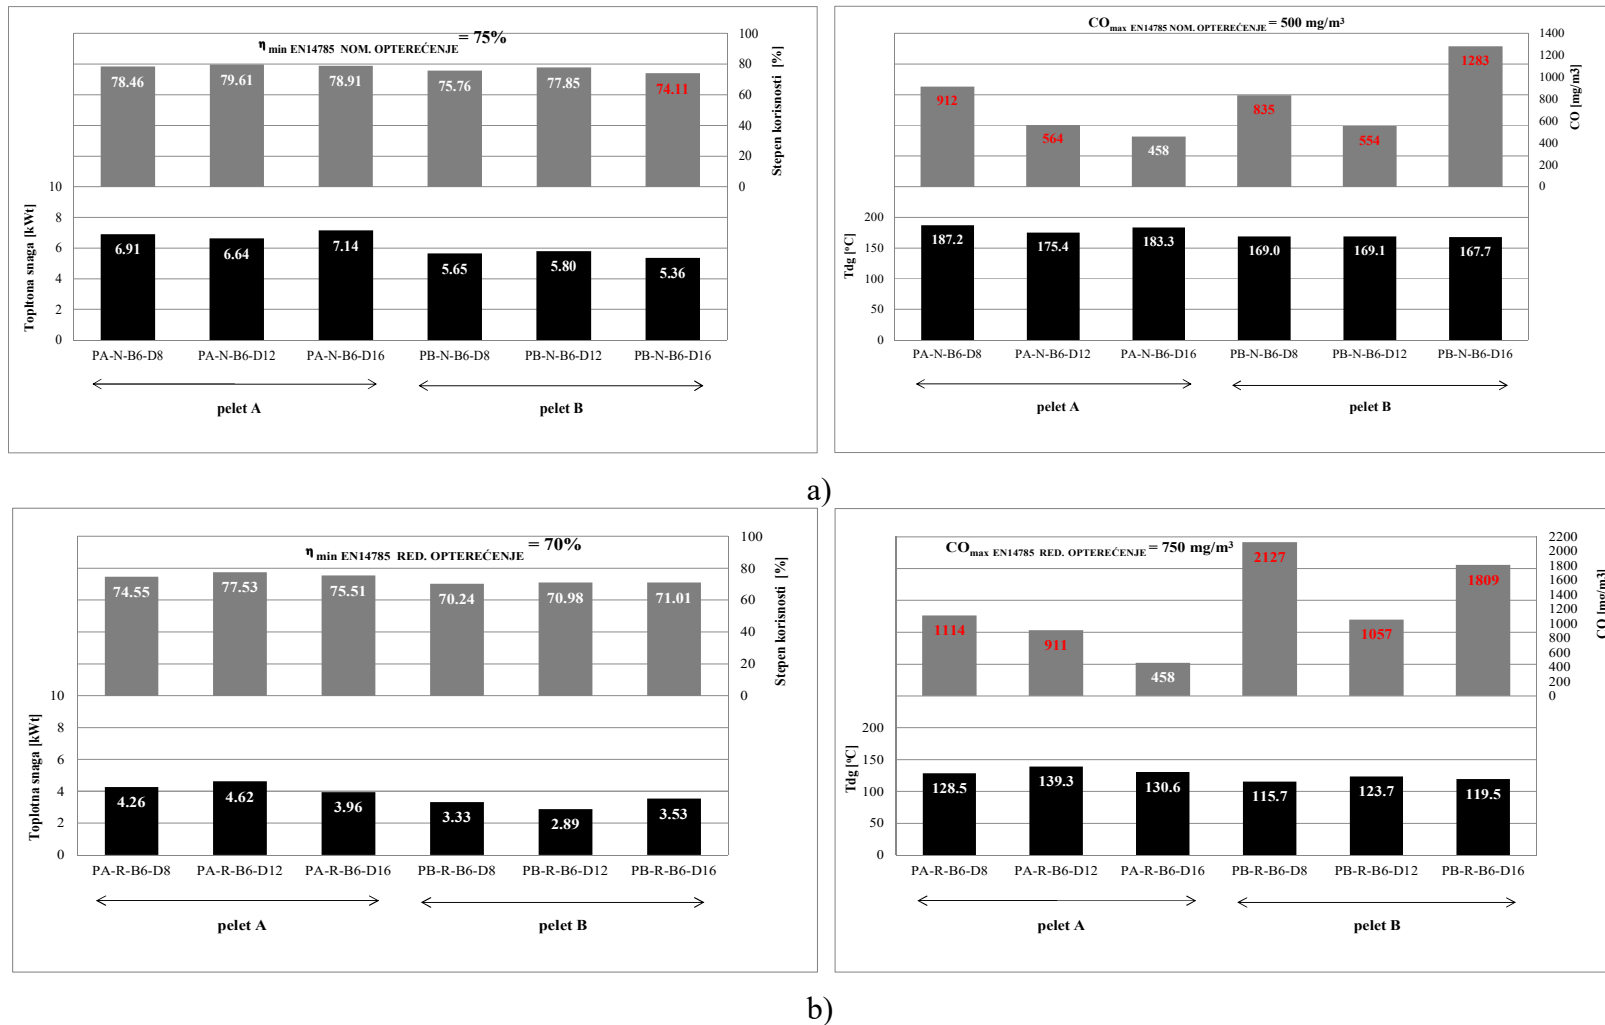 η min EN14785 NOM. OPTEREĆENJE = 75%
100
80
60
40
20
0
Stepen korisnosti [%]
78.46 79.61 78.91 75.76 77.85 74.11
10
8
6
4
2
0
Topltona snaga [kWt]
6.91 6.64 7.14 5.65 5.80 5.36
PA-N-B6-D8 PA-N-B6-D12 PA-N-B6-D16 PB-N-B6-D8 PB-N-B6-D12 PB-N-B6-D16
pelet A pelet B
COmax EN14785 NOM. OPTEREĆENJE = 500 mg/m³
1400
1200
1000
800
600
400
200
0
CO [mg/m3]
912 564 458 835 554 1283
200
150
100
50
0
Tdg [°C]
187.2 175.4 183.3 169.0 169.1 167.7
PA-N-B6-D8 PA-N-B6-D12 PA-N-B6-D16 PB-N-B6-D8 PB-N-B6-D12 PB-N-B6-D16
pelet A pelet B
a)
η min EN14785 RED. OPTEREĆENJE = 70%
100
80
60
40
20
0
Stepen korisnosti [%]
74.55 77.53 75.51 70.24 70.98 71.01
10
8
6
4
2
0
Toplotna snaga [kWt]
4.26 4.62 3.96 3.33 2.89 3.53
PA-R-B6-D8 PA-R-B6-D12 PA-R-B6-D16 PB-R-B6-D8 PB-R-B6-D12 PB-R-B6-D16
pelet A pelet B
COmax EN14785 RED. OPTEREĆENJE = 750 mg/m³
2200
2000
1800
1600
1400
1200
1000
800
600
400
200
0
CO [mg/m3]
1114 911 458 2127 1057 1809
200
150
100
50
0
Tdg [°C]
128.5 139.3 130.6 115.7 123.7 119.5
PA-R-B6-D8 PA-R-B6-D12 PA-R-B6-D16 PB-R-B6-D8 PB-R-B6-D12 PB-R-B6-D16
pelet A pelet B
b)